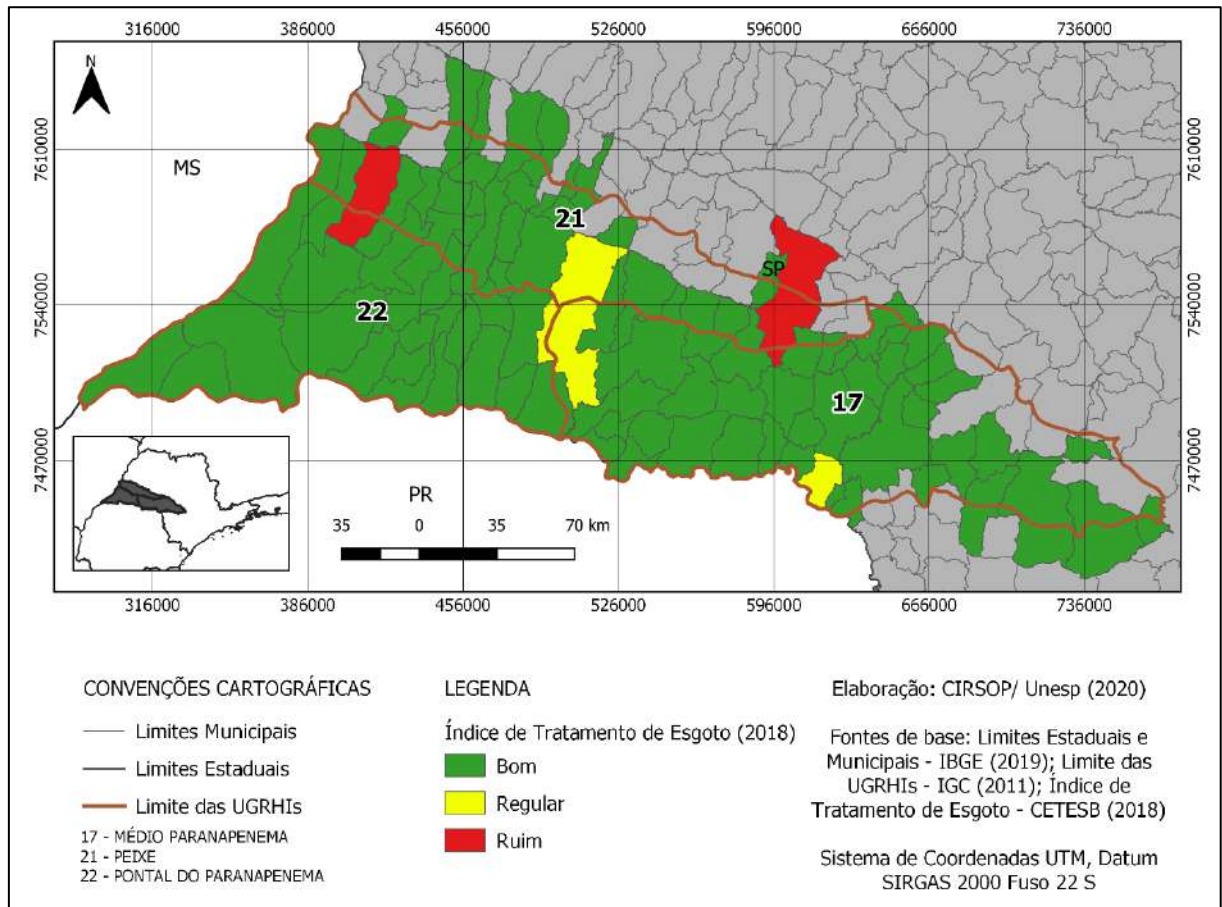 316000 386000 456000 526000 596000 666000 736000
N
7610000
7610000
MS
21
SP
22
7540000
7540000
17
7470000
7470000
PR
35 0 35 70 km
316000 386000 456000 526000 596000 666000 736000
CONVENÇÕES CARTOGRÁFICAS
Limites Municipais
Limites Estaduais
Limite das UGRHIs
17 - MÉDIO PARANAPENEMA
21 - PEIXE
22 - PONTAL DO PARANAPENEMA
LEGENDA
Índice de Tratamento de Esgoto (2018)
Bom
Regular
Ruim
Elaboração: CIRSOP/ Unesp (2020)
Fontes de base: Limites Estaduais e
Municipais - IBGE (2019); Limite das
UGRHIs - IGC (2011); Índice de
Tratamento de Esgoto - CETESB (2018)
Sistema de Coordenadas UTM, Datum
SIRGAS 2000 Fuso 22 S